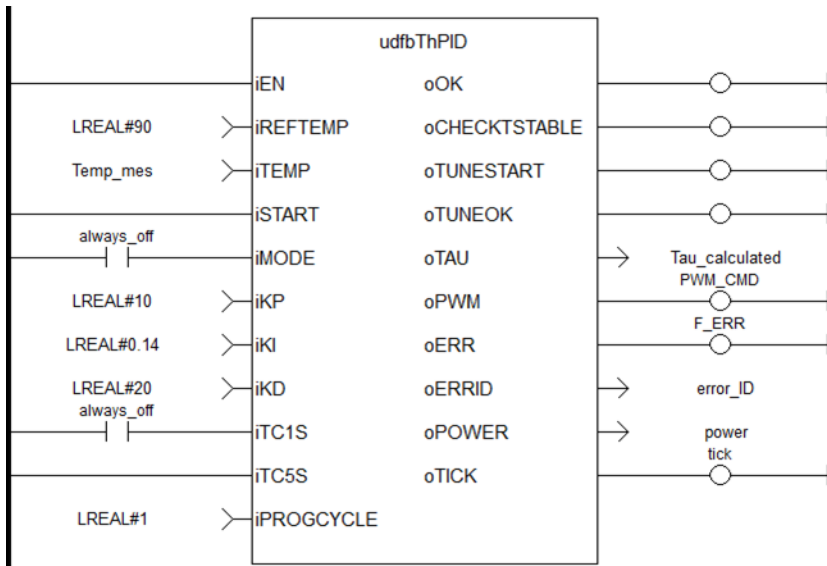 udfbThPID
iEN oOK
LREAL#90 iREFTEMP oCHECKTSTABLE
Temp_mes iTEMP oTUNESTART
iSTART oTUNEOK
always_off
iMODE oTAU Tau_calculated
PWM_CMD
LREAL#10 iKP oPWM
F_ERR
LREAL#0.14 iKI oERR
LREAL#20 iKD oERRID error_ID
always_off
iTC1S oPOWER power
tick
iTC5S oTICK
LREAL#1 iPROGCYCLE